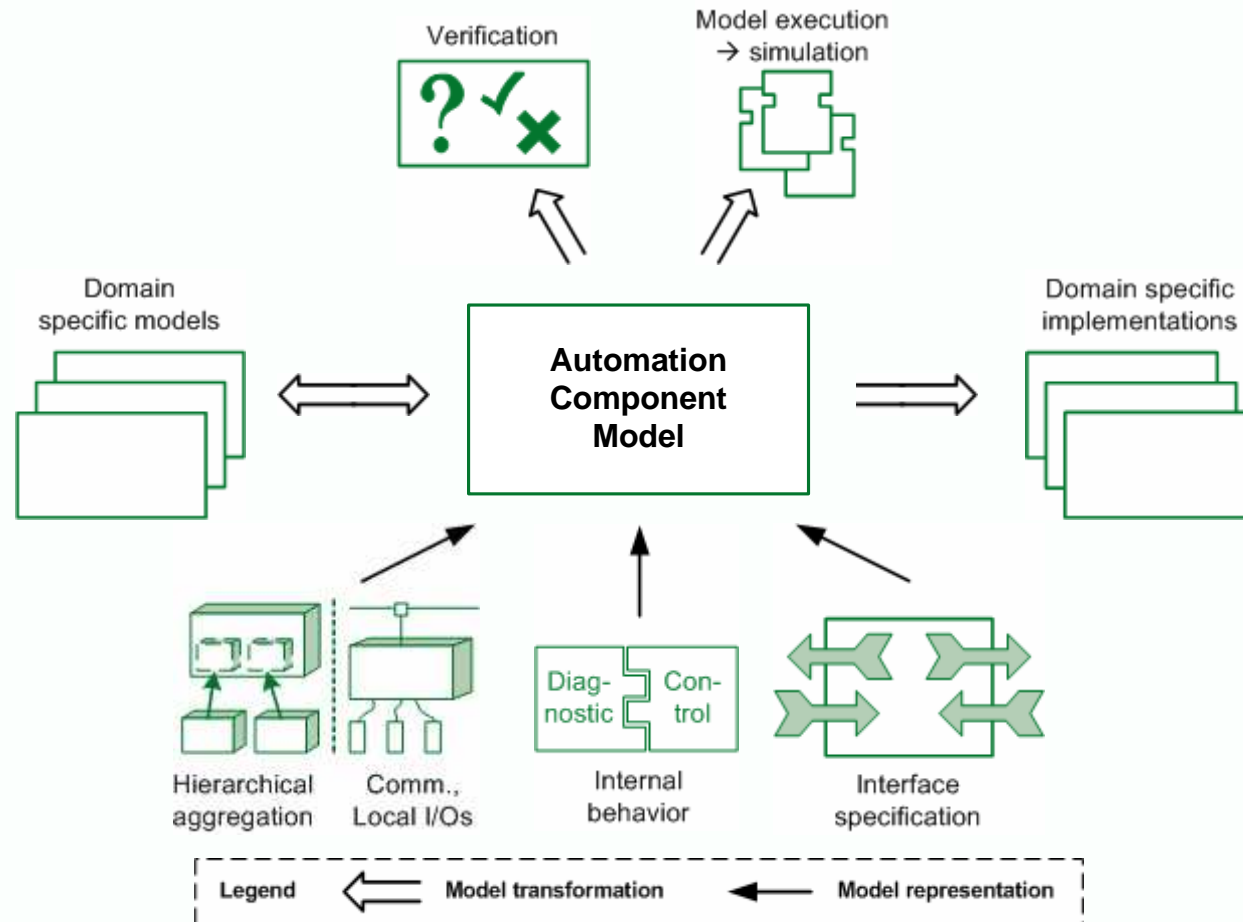 Verification
Model execution
→ simulation
Domain
specific models
Automation
Component
Model
Domain specific
implementations
Diag-
nostic
Con-
trol
Hierarchical
aggregation
Comm.,
Local I/Os
Internal
behavior
Interface
specification
Legend
Model transformation
Model representation